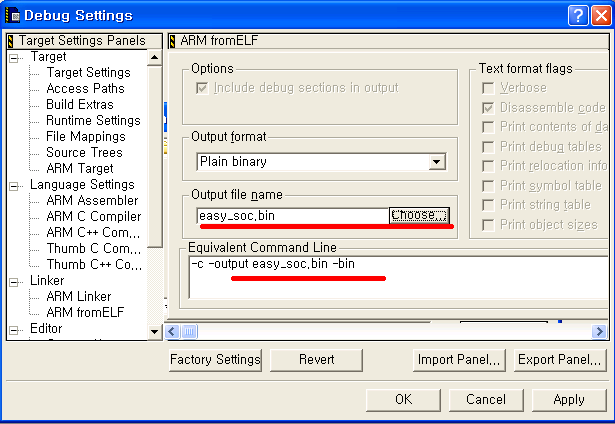 Debug Settings
Target Settings Panels
Target
Target Settings
Access Paths
Build Extras
Runtime Settings
File Mappings
Source Trees
ARM Target
Language Settings
ARM Assembler
ARM C Compiler
ARM C++ Com...
Thumb C Com...
Thumb C++ Co...
Linker
ARM Linker
ARM fromELF
Editor
ARM fromELF
Options
Include debug sections in output
Output format
Plain binary
Output file name
easy_soc.bin
Choose...
Equivalent Command Line
-c -output easy_soc.bin -bin
Text format flags
Verbose
Disassemble code
Print contents of da
Print debug tables
Print relocation info
Print symbol table
Print string table
Print object sizes
Factory Settings
Revert
Import Panel...
Export Panel...
OK
Cancel
Apply